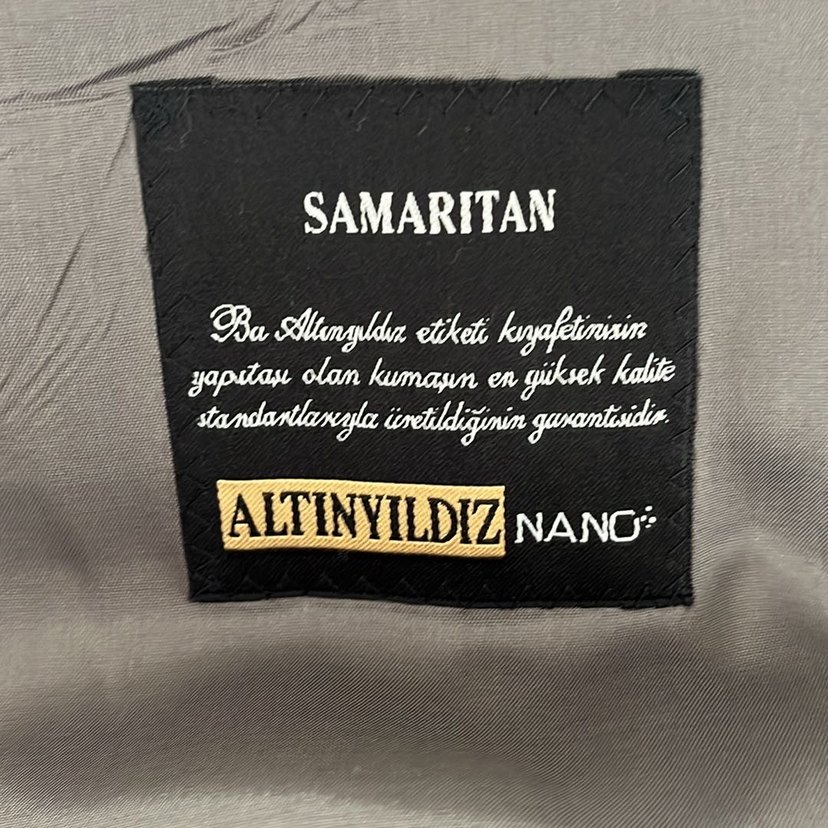 SAMARITAN
Bu Altınyıldız etiketi kıyafetinizin
yapıtaşı olan kumaşın en yüksek kalite
standartlarıyla üretildiğinin garantisidir.
ALTINYILDIZ NANO